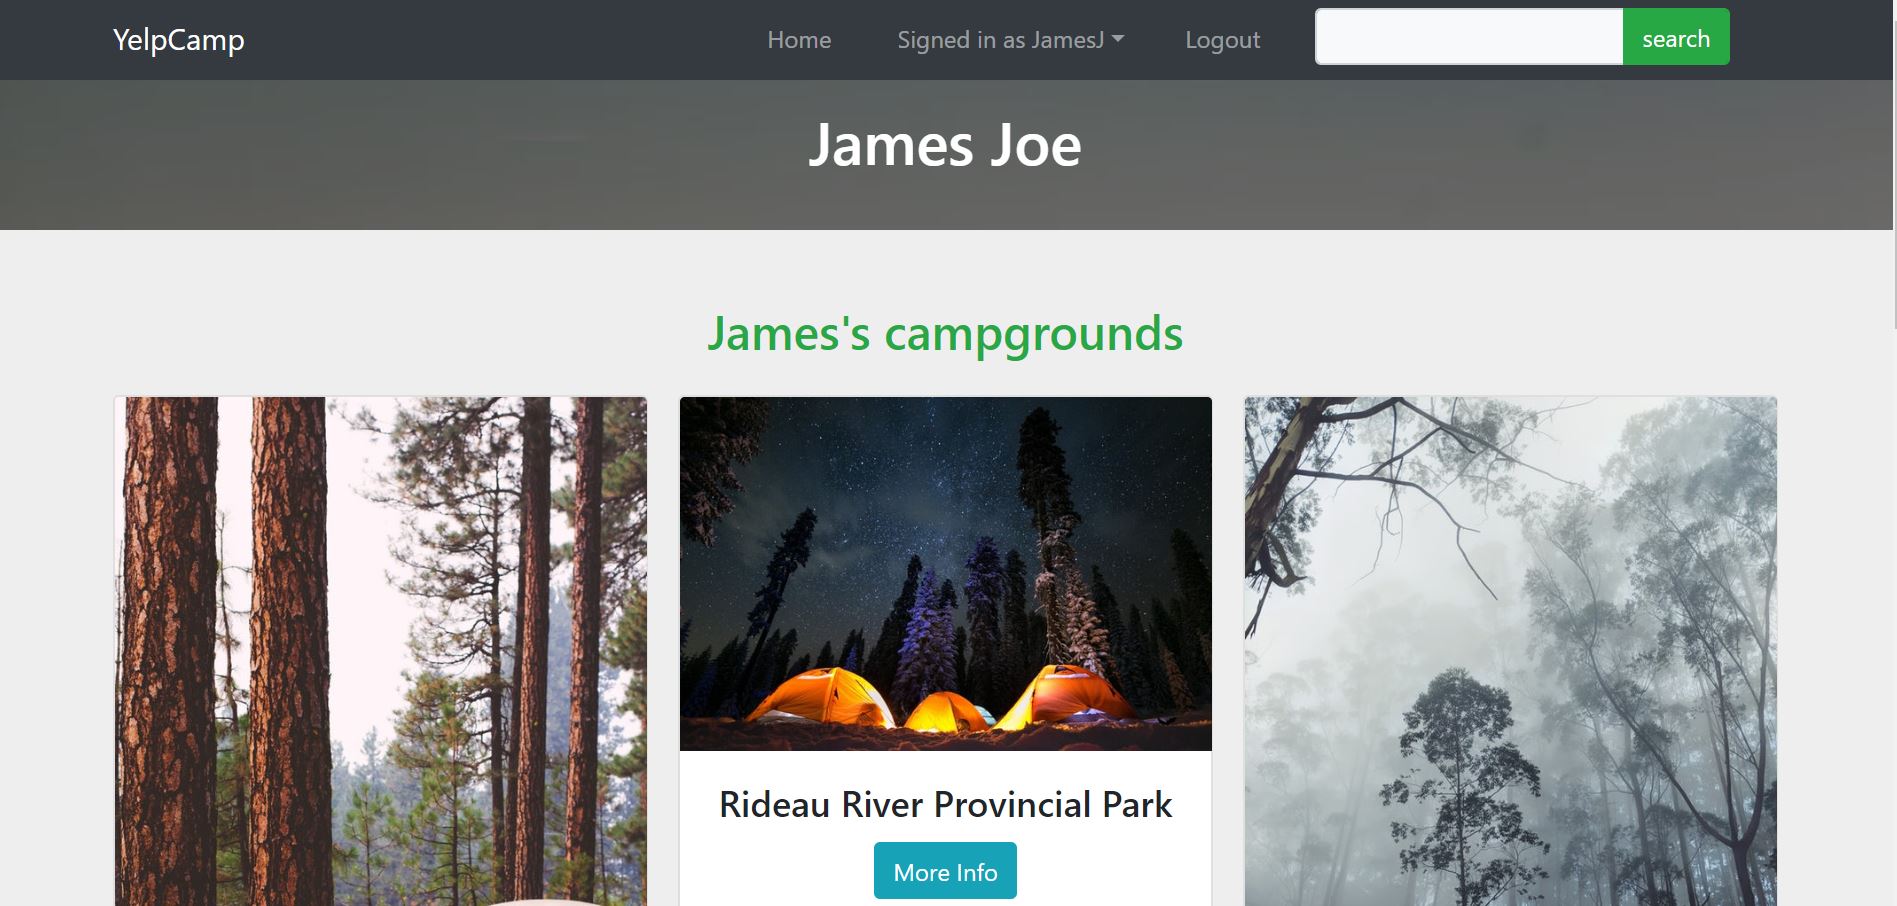 YelpCamp Home Signed in as JamesJ Logout search
James Joe
James's campgrounds
Rideau River Provincial Park
More Info